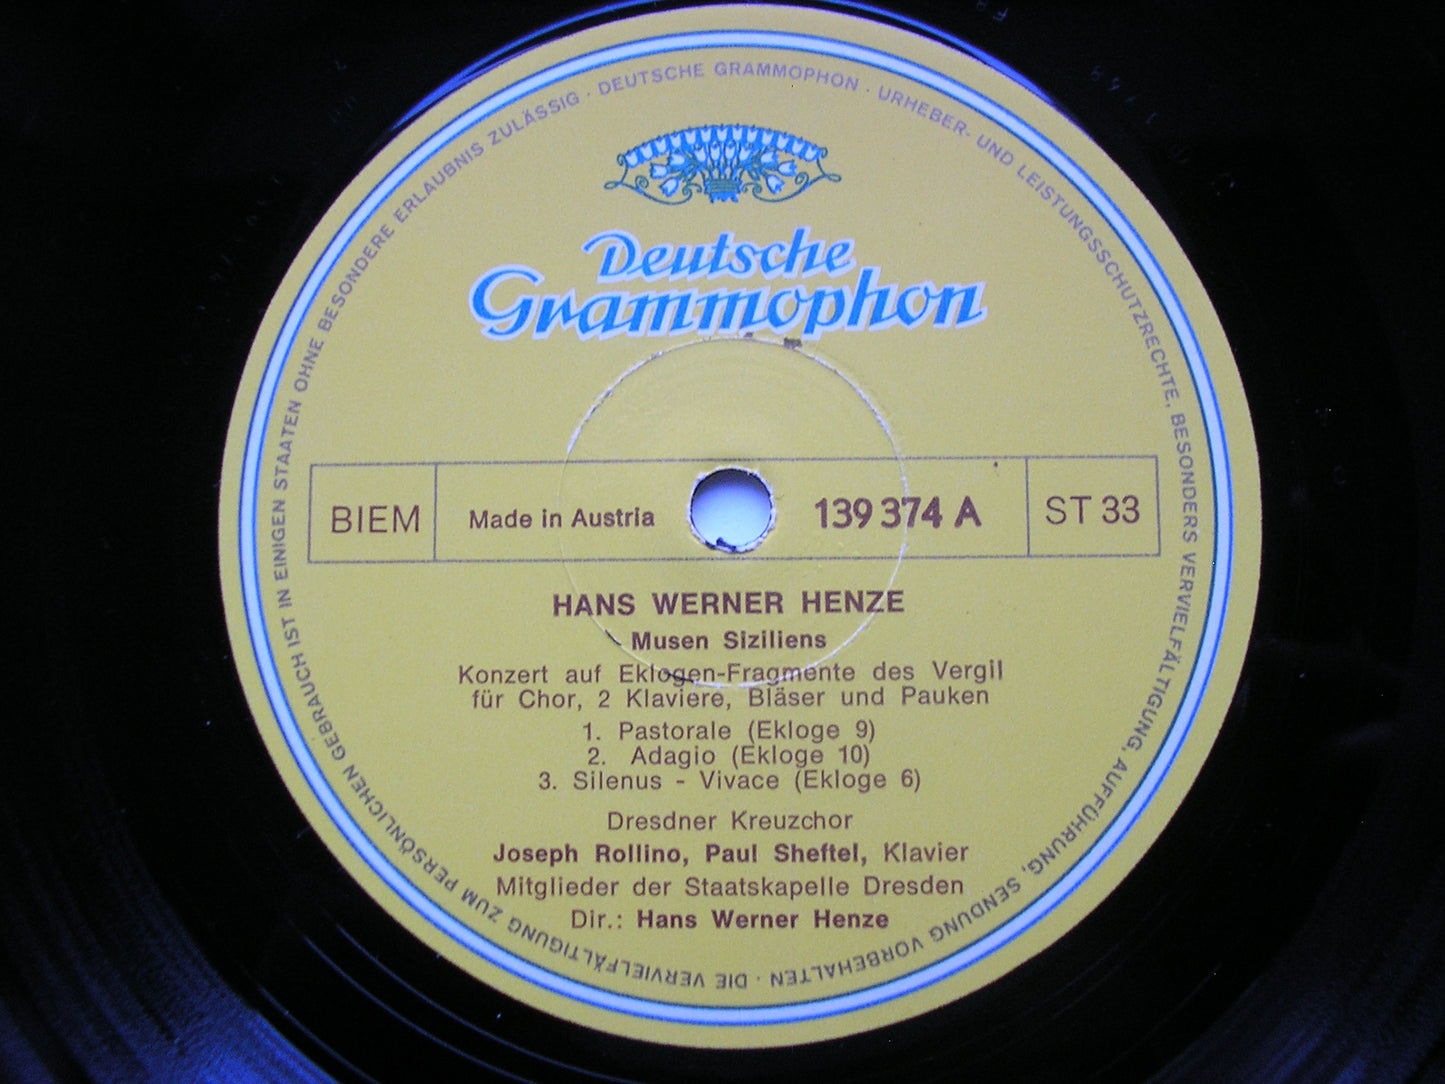 DEUTSCHE GRAMMOPHON · URHEBER- UND LEISTUNGSSCHUTZRECHTE, BESONDERS VERVIELFÄLTIGUNG, AUFFÜHRUNG, SENDUNG VORBEHALTEN · DIE VERVIELFÄLTIGUNG ZUM PERSÖNLICHEN GEBRAUCH IST IN EINIGEN STAATEN OHNE BESONDERE ERLAUBNIS ZULÄSSIG ·
Deutsche
Grammophon
BIEM Made in Austria 139 374 A ST 33
HANS WERNER HENZE
Musen Siziliens
Konzert auf Eklogen-Fragmente des Vergil
für Chor, 2 Klaviere, Bläser und Pauken
1. Pastorale (Ekloge 9)
2. Adagio (Ekloge 10)
3. Silenus - Vivace (Ekloge 6)
Dresdner Kreuzchor
Joseph Rollino, Paul Sheftel, Klavier
Mitglieder der Staatskapelle Dresden
Dir.: Hans Werner Henze